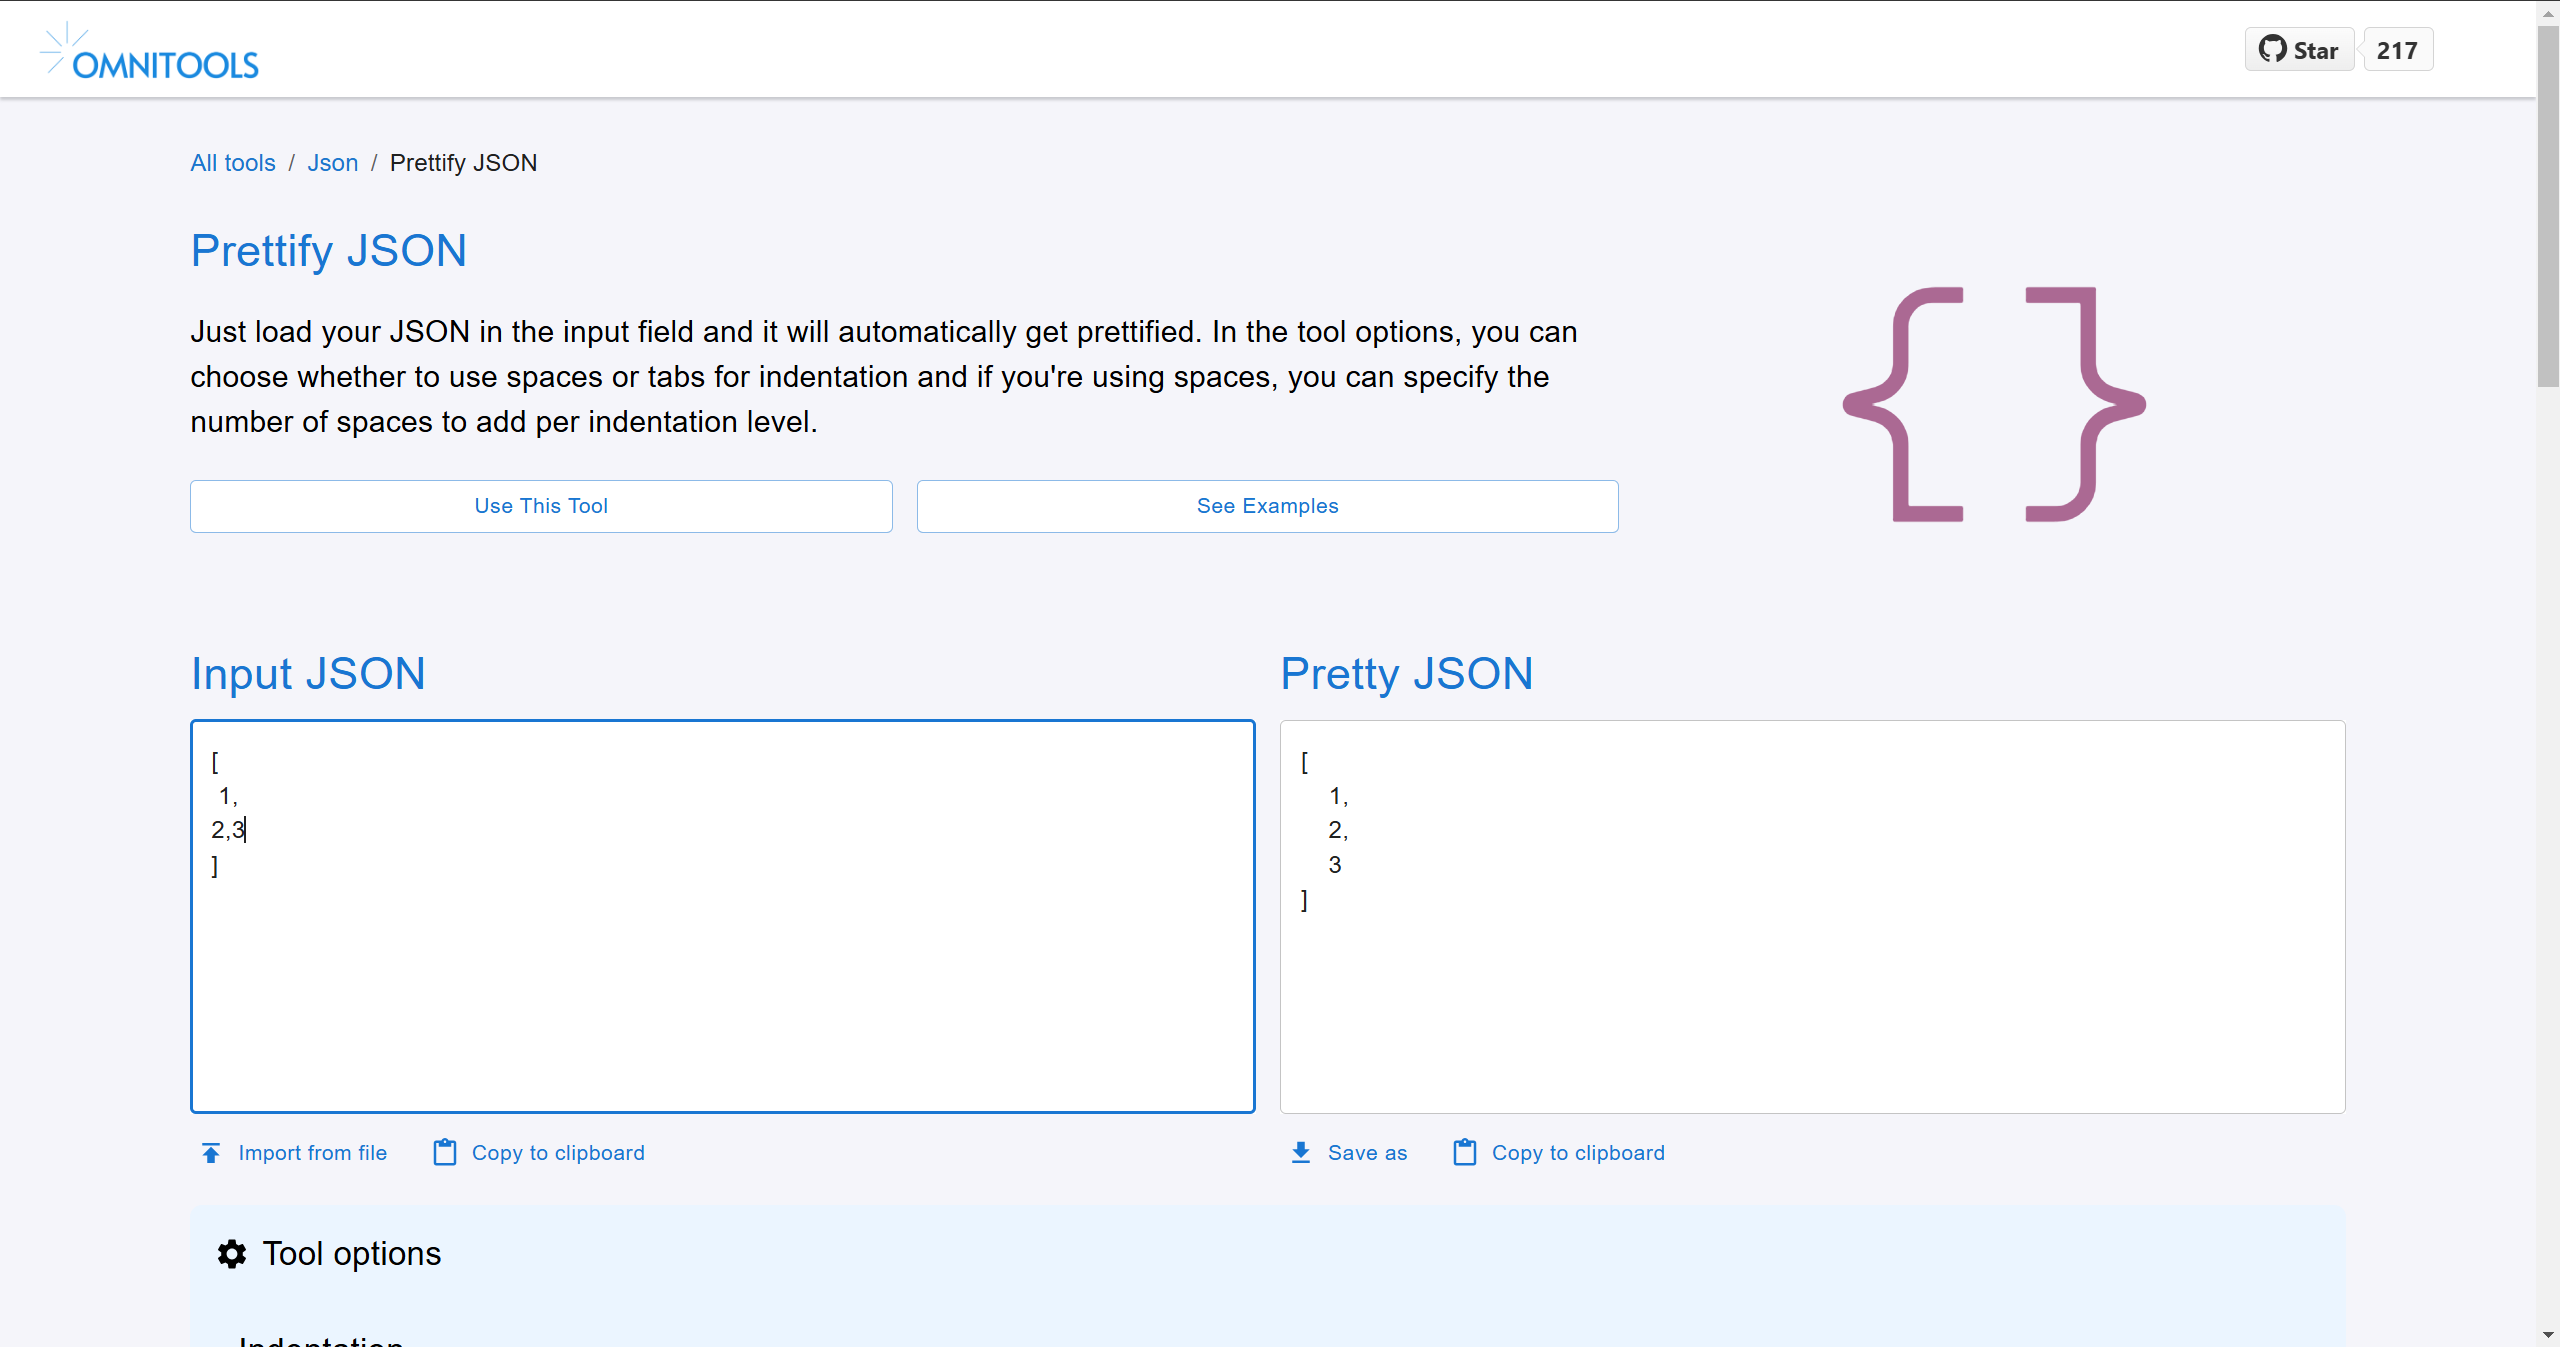 OMNITOOLS
Star 217
All tools / Json / Prettify JSON
Prettify JSON
Just load your JSON in the input field and it will automatically get prettified. In the tool options, you can
choose whether to use spaces or tabs for indentation and if you're using spaces, you can specify the
number of spaces to add per indentation level.
Use This Tool
See Examples
Input JSON
[
 1,
2,3
]
Import from file
Copy to clipboard
Pretty JSON
[
    1,
    2,
    3
]
Save as
Copy to clipboard
Tool options
Indentation